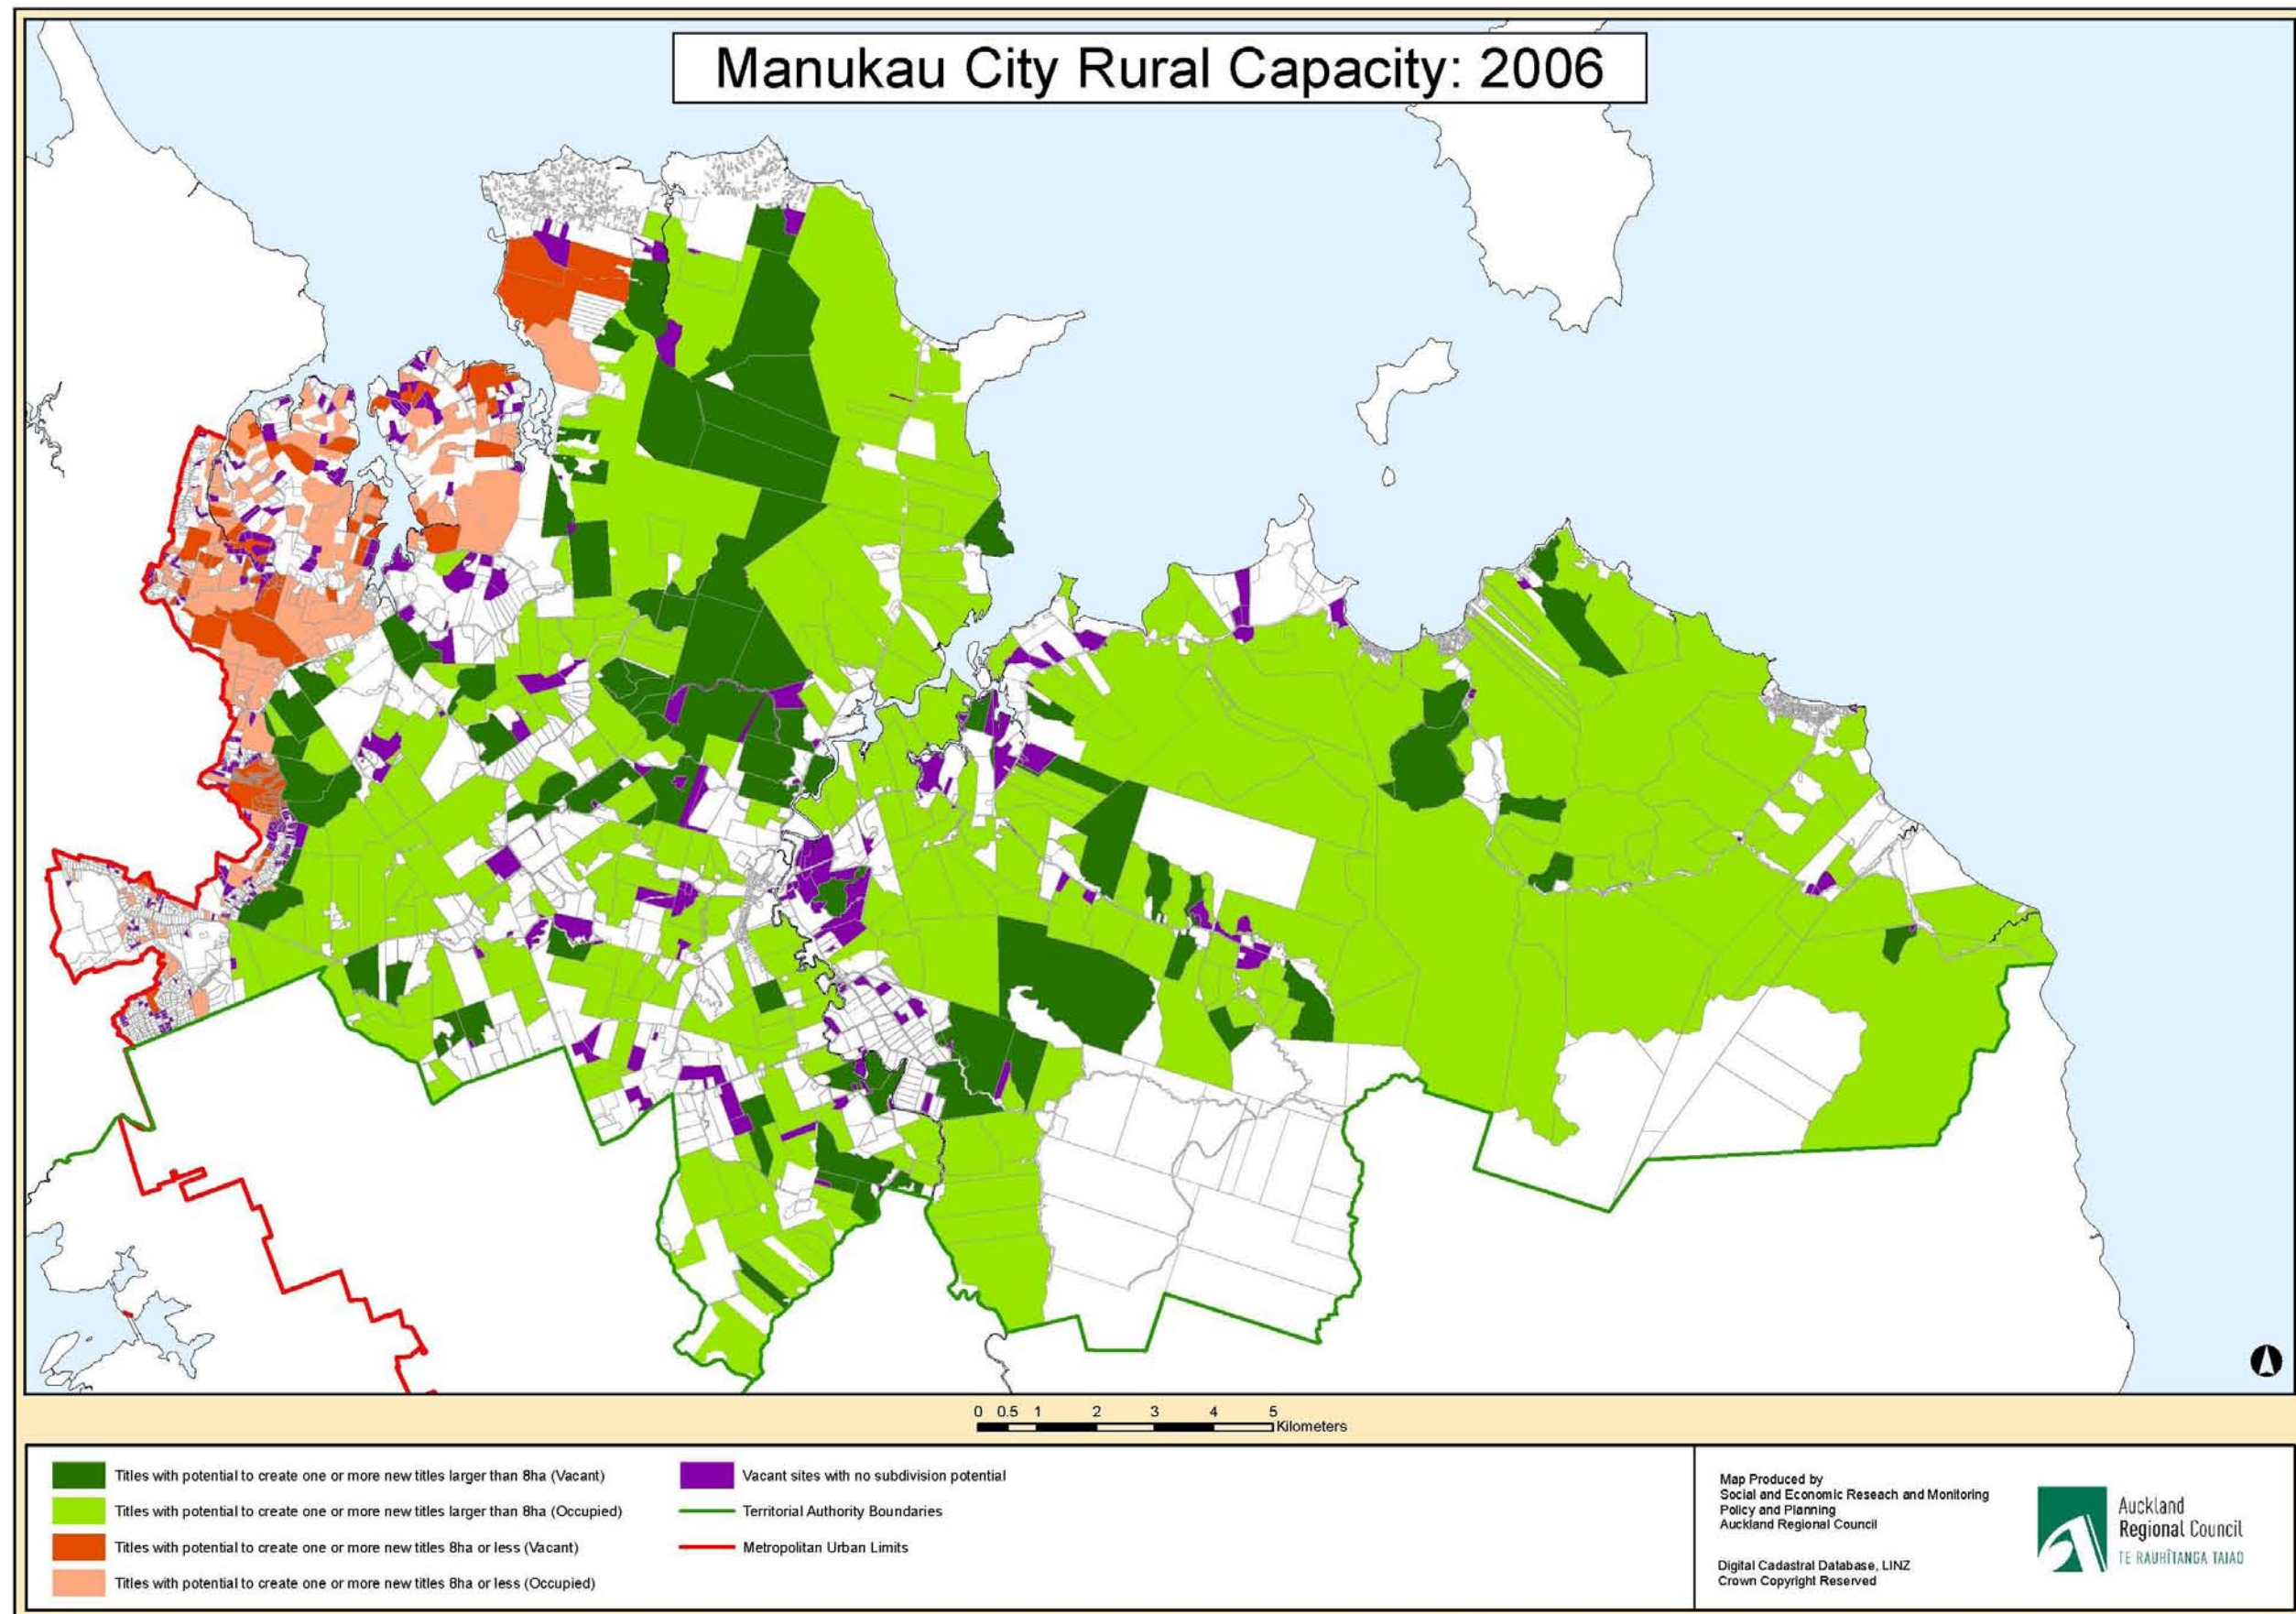 Manukau City Rural Capacity: 2006
0 0.5 1 2 3 4 5
Kilometers
Titles with potential to create one or more new titles larger than 8ha (Vacant)
Titles with potential to create one or more new titles larger than 8ha (Occupied)
Titles with potential to create one or more new titles 8ha or less (Vacant)
Titles with potential to create one or more new titles 8ha or less (Occupied)
Vacant sites with no subdivision potential
Territorial Authority Boundaries
Metropolitan Urban Limits
Map Produced by
Social and Economic Reseach and Monitoring
Policy and Planning
Auckland Regional Council
Digital Cadastral Database, LINZ
Crown Copyright Reserved
Auckland
Regional Council
TE RAUHĪTANGA TAIAO